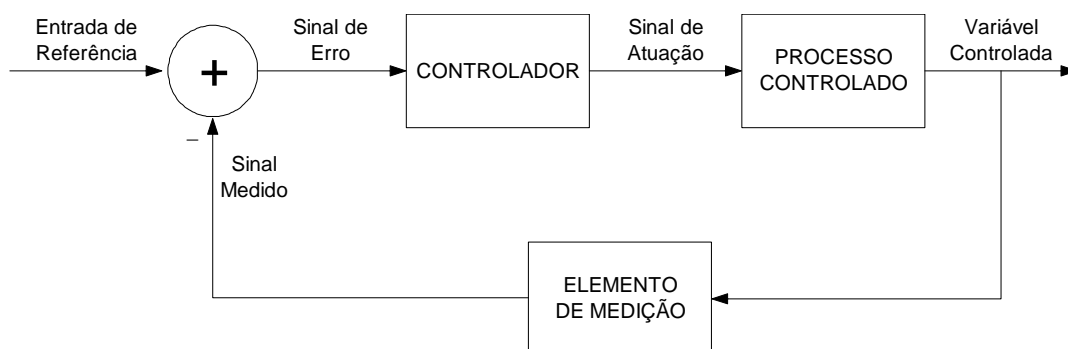 Entrada de
Referência
+
–
Sinal de
Erro
CONTROLADOR
Sinal de
Atuação
PROCESSO
CONTROLADO
Variável
Controlada
Sinal
Medido
ELEMENTO
DE MEDIÇÃO